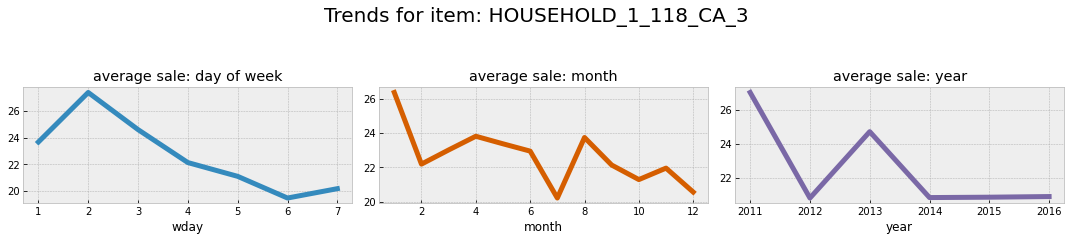 Trends for item: HOUSEHOLD_1_118_CA_3
average sale: day of week
average sale: month
average sale: year
26
24
22
20
1 2 3 4 5 6 7
wday
26
24
22
20
2 4 6 8 10 12
month
26
24
22
2011 2012 2013 2014 2015 2016
year